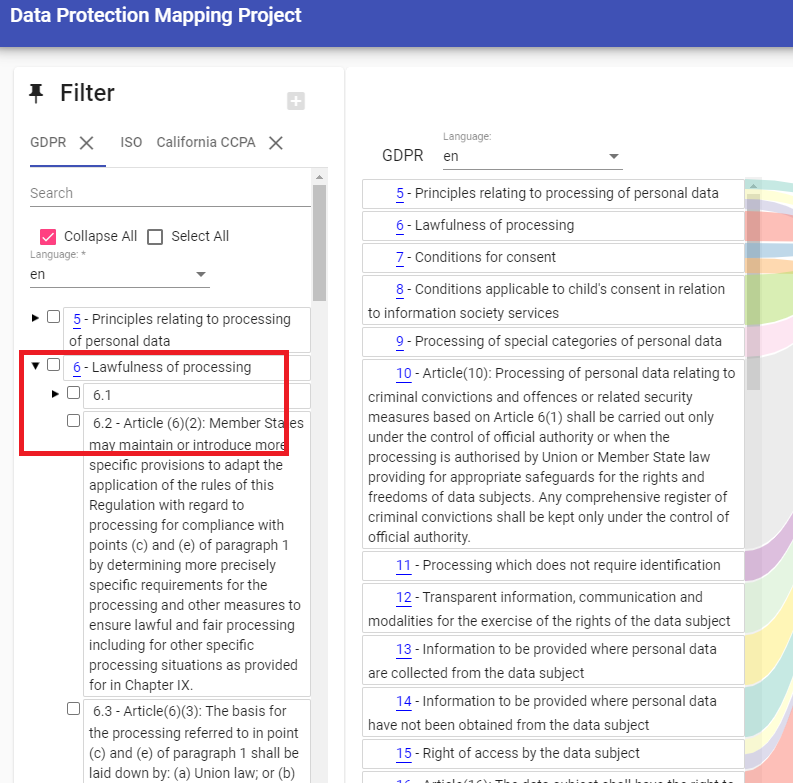 Data Protection Mapping Project
Filter
GDPR
ISO
California CCPA
Search
Collapse All
Select All
Language: *
en
5 - Principles relating to processing
of personal data
6 - Lawfulness of processing
6.1
6.2 - Article (6)(2): Member States
may maintain or introduce more
specific provisions to adapt the
application of the rules of this
Regulation with regard to
processing for compliance with
points (c) and (e) of paragraph 1
by determining more precisely
specific requirements for the
processing and other measures to
ensure lawful and fair processing
including for other specific
processing situations as provided
for in Chapter IX.
6.3 - Article(6)(3): The basis for
the processing referred to in point
(c) and (e) of paragraph 1 shall be
laid down by: (a) Union law; or (b)
GDPR
Language:
en
5 - Principles relating to processing of personal data
6 - Lawfulness of processing
7 - Conditions for consent
8 - Conditions applicable to child's consent in relation
to information society services
9 - Processing of special categories of personal data
10 - Article(10): Processing of personal data relating to
criminal convictions and offences or related security
measures based on Article 6(1) shall be carried out only
under the control of official authority or when the
processing is authorised by Union or Member State law
providing for appropriate safeguards for the rights and
freedoms of data subjects. Any comprehensive register of
criminal convictions shall be kept only under the control of
official authority.
11 - Processing which does not require identification
12 - Transparent information, communication and
modalities for the exercise of the rights of the data subject
13 - Information to be provided where personal data
are collected from the data subject
14 - Information to be provided where personal data
have not been obtained from the data subject
15 - Right of access by the data subject
16 - Article(16): The data subject shall have the right to